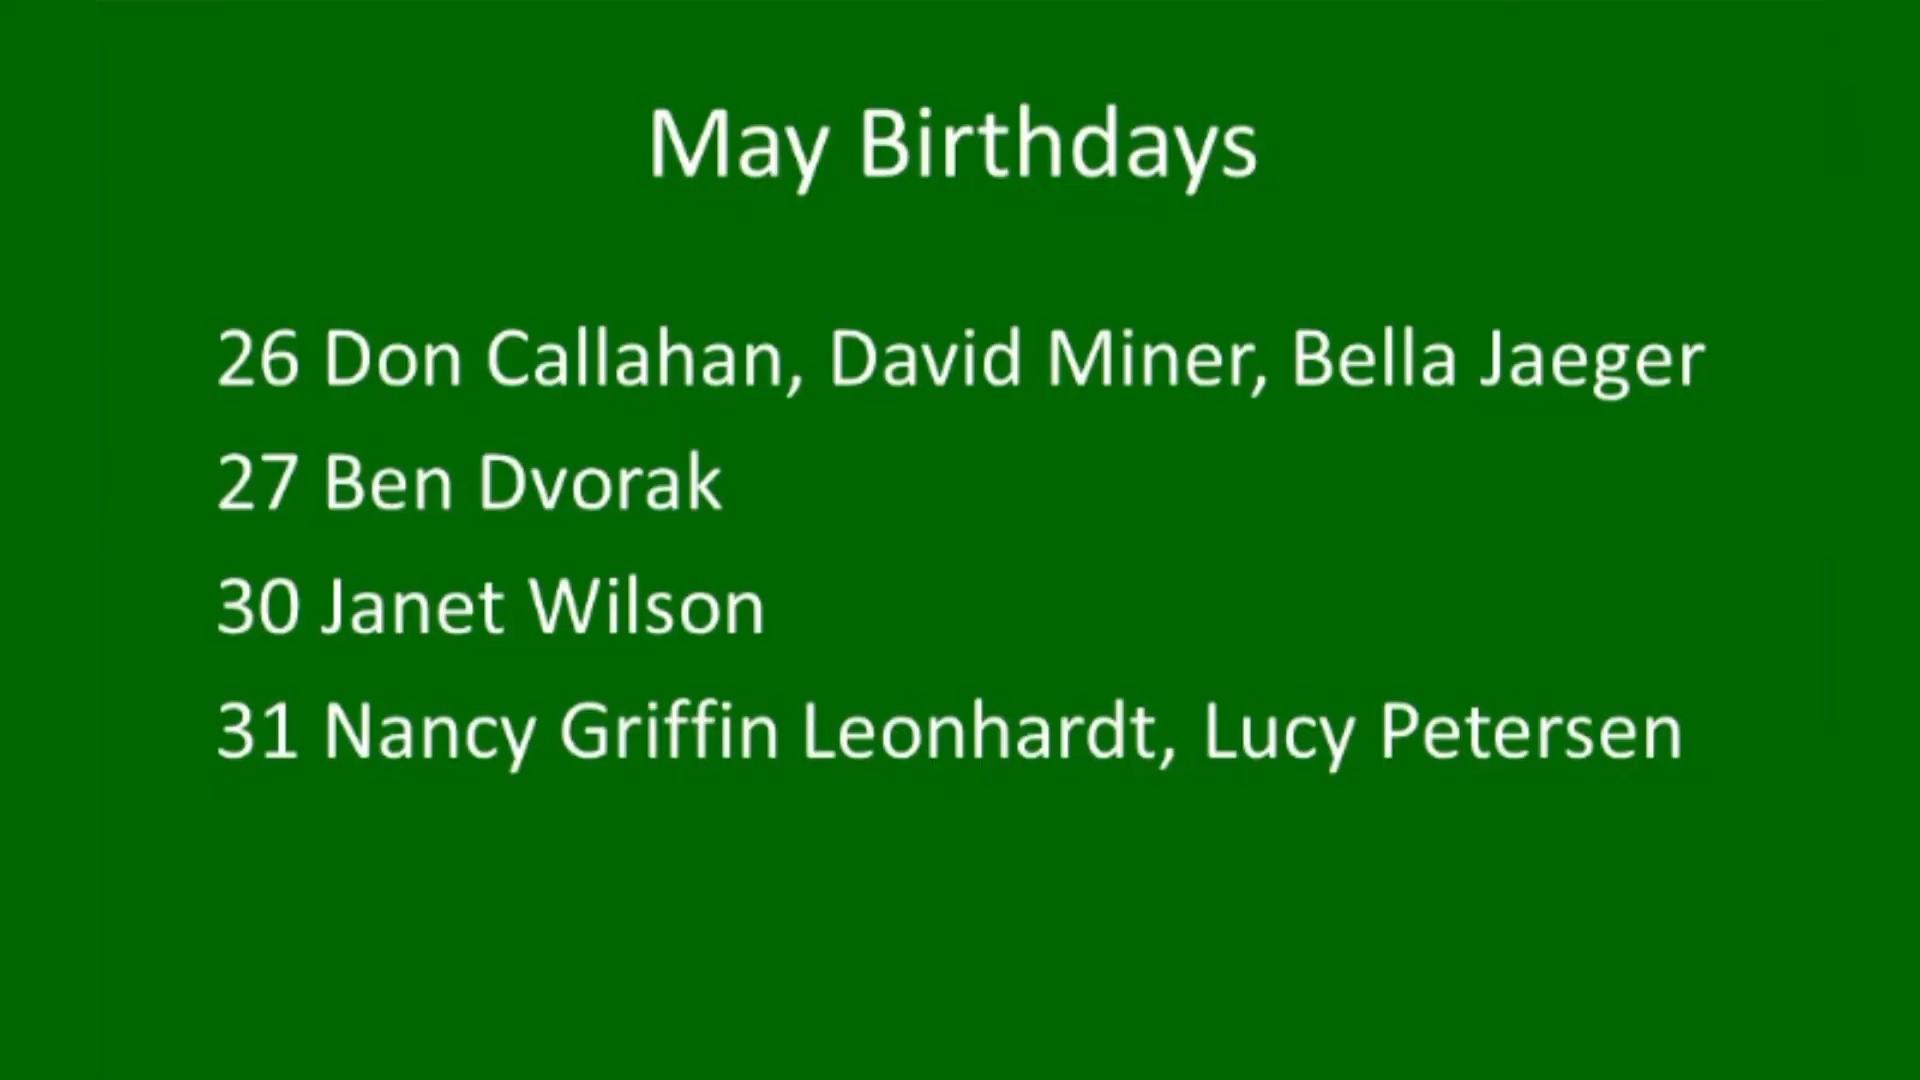 May Birthdays
26 Don Callahan, David Miner, Bella Jaeger
27 Ben Dvorak
30 Janet Wilson
31 Nancy Griffin Leonhardt, Lucy Petersen